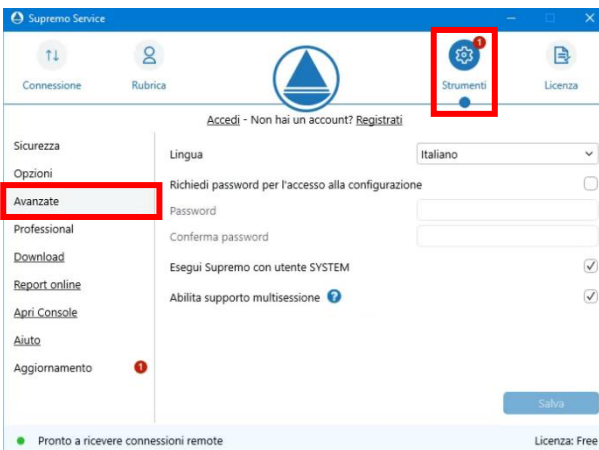 Supremo Service
1
Connessione
Rubrica
Strumenti
Licenza
Accedi - Non hai un account? Registrati
Sicurezza
Opzioni
Avanzate
Professional
Download
Report online
Apri Console
Aiuto
Aggiornamento 1
Lingua Italiano
Richiedi password per l'accesso alla configurazione
Password
Conferma password
Esegui Supremo con utente SYSTEM
Abilita supporto multisessione ?
Salva
Pronto a ricevere connessioni remote
Licenza: Free